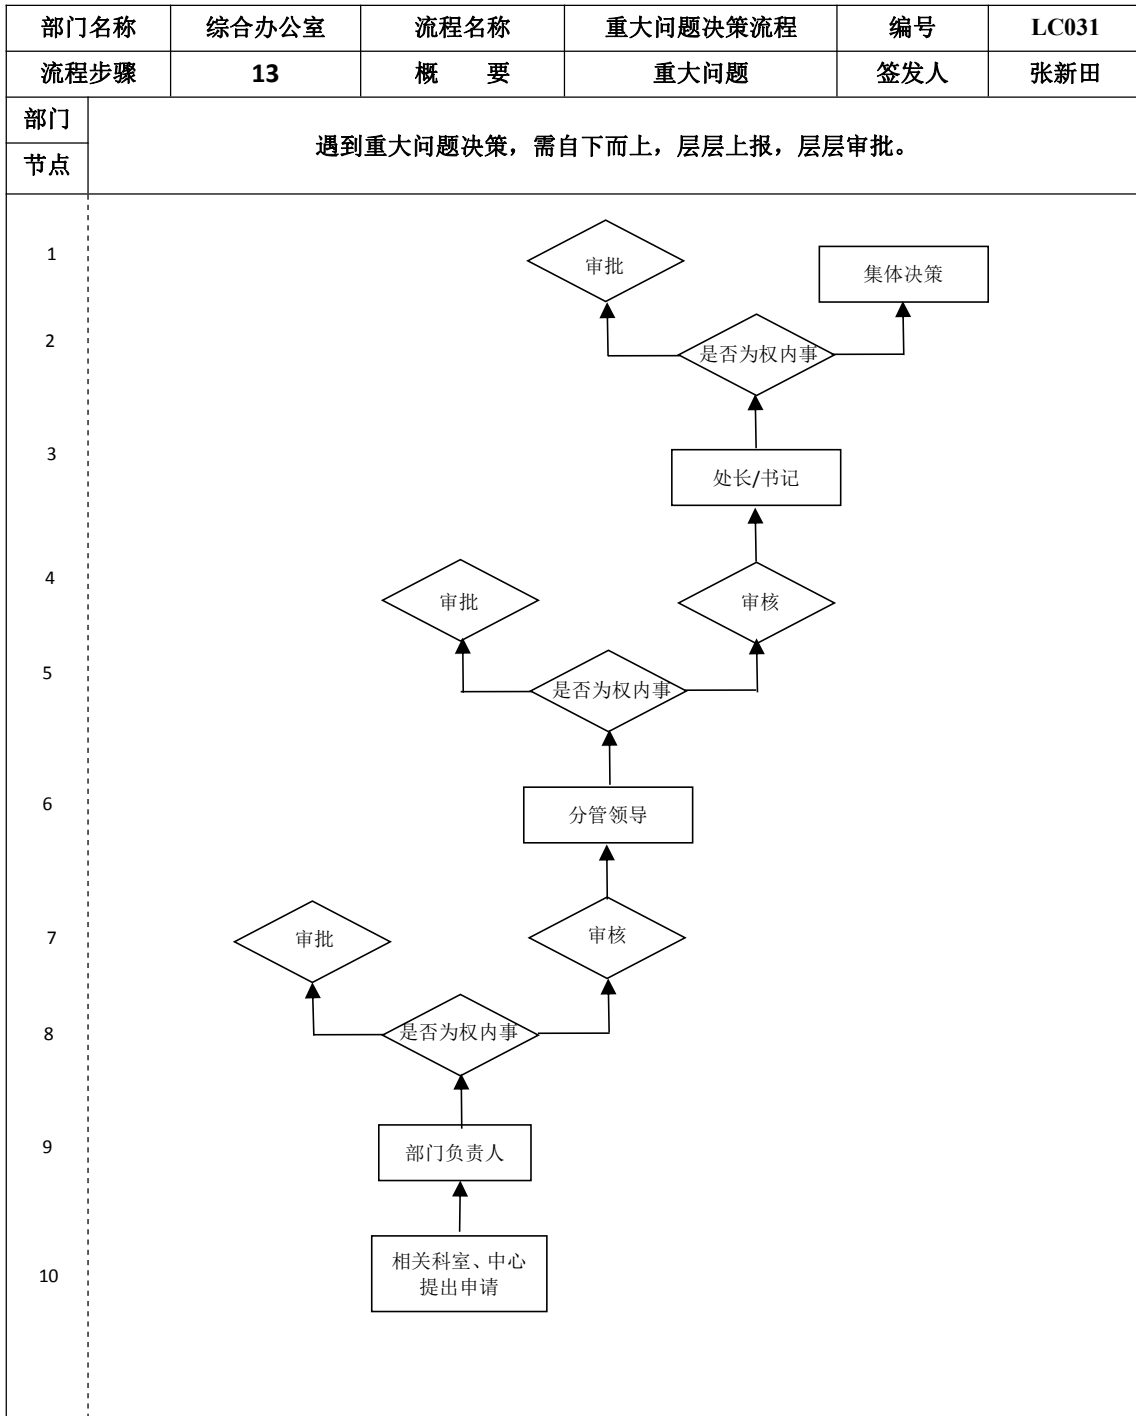 部门名称 综合办公室 流程名称 重大问题决策流程 编号 LC031
流程步骤 13 概 要 重大问题 签发人 张新田
部门
节点
遇到重大问题决策，需自下而上，层层上报，层层审批。
1
审批
集体决策
2
是否为权内事
3
处长/书记
4
审批
审核
5
是否为权内事
6
分管领导
7
审批
审核
8
是否为权内事
9
部门负责人
10
相关科室、中心
提出申请